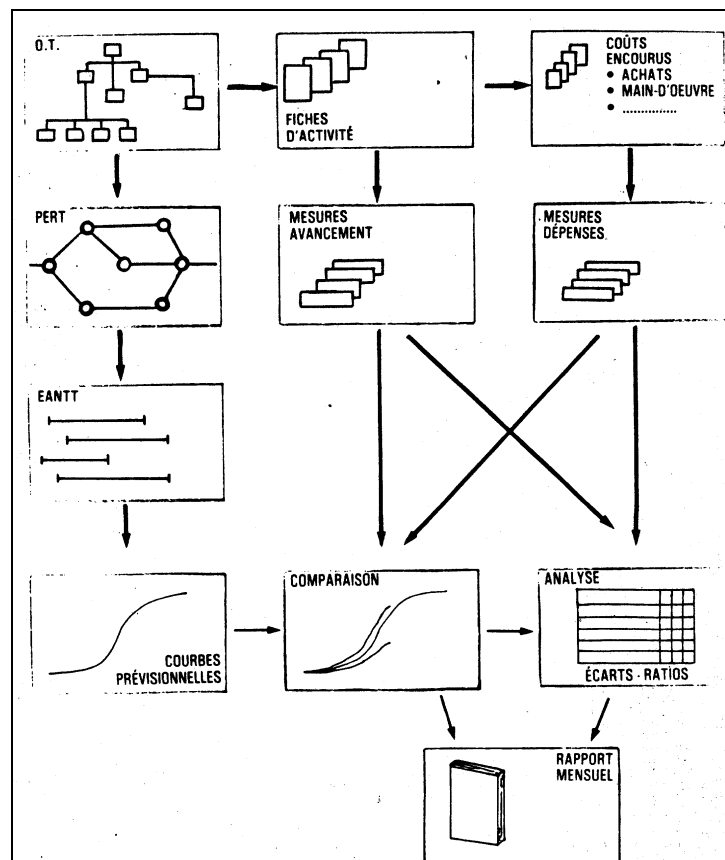 O.T.
FICHES
D'ACTIVITÉ
COÛTS
ENCOURUS
• ACHATS
• MAIN-D'OEUVRE
• ...............
PERT
MESURES
AVANCEMENT
MESURES
DÉPENSES
EANTT
COURBES
PRÉVISIONNELLES
COMPARAISON
ANALYSE
ÉCARTS - RATIOS
RAPPORT
MENSUEL